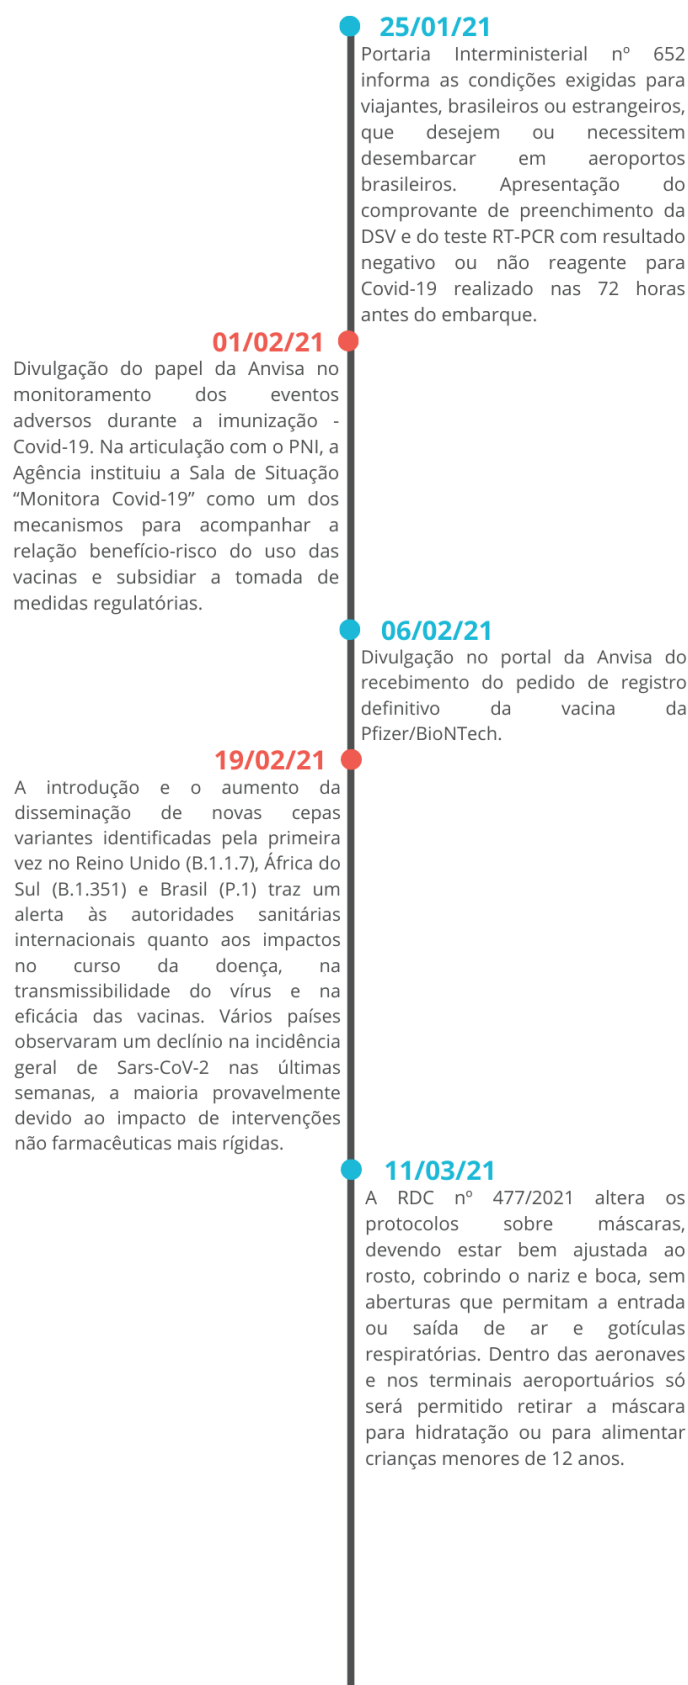 25/01/21
Portaria Interministerial nº 652
informa as condições exigidas para
viajantes, brasileiros ou estrangeiros,
que desejem ou necessitem
desembarcar em aeroportos
brasileiros. Apresentação do
comprovante de preenchimento da
DSV e do teste RT-PCR com resultado
negativo ou não reagente para
Covid-19 realizado nas 72 horas
antes do embarque.
01/02/21
Divulgação do papel da Anvisa no
monitoramento dos eventos
adversos durante a imunização -
Covid-19. Na articulação com o PNI, a
Agência instituiu a Sala de Situação
“Monitora Covid-19” como um dos
mecanismos para acompanhar a
relação benefício-risco do uso das
vacinas e subsidiar a tomada de
medidas regulatórias.
06/02/21
Divulgação no portal da Anvisa do
recebimento do pedido de registro
definitivo da vacina da
Pfizer/BioNTech.
19/02/21
A introdução e o aumento da
disseminação de novas cepas
variantes identificadas pela primeira
vez no Reino Unido (B.1.1.7), África do
Sul (B.1.351) e Brasil (P.1) traz um
alerta às autoridades sanitárias
internacionais quanto aos impactos
no curso da doença, na
transmissibilidade do vírus e na
eficácia das vacinas. Vários países
observaram um declínio na incidência
geral de Sars-CoV-2 nas últimas
semanas, a maioria provavelmente
devido ao impacto de intervenções
não farmacêuticas mais rígidas.
11/03/21
A RDC nº 477/2021 altera os
protocolos sobre máscaras,
devendo estar bem ajustada ao
rosto, cobrindo o nariz e boca, sem
aberturas que permitam a entrada
ou saída de ar e gotículas
respiratórias. Dentro das aeronaves
e nos terminais aeroportuários só
será permitido retirar a máscara
para hidratação ou para alimentar
crianças menores de 12 anos.